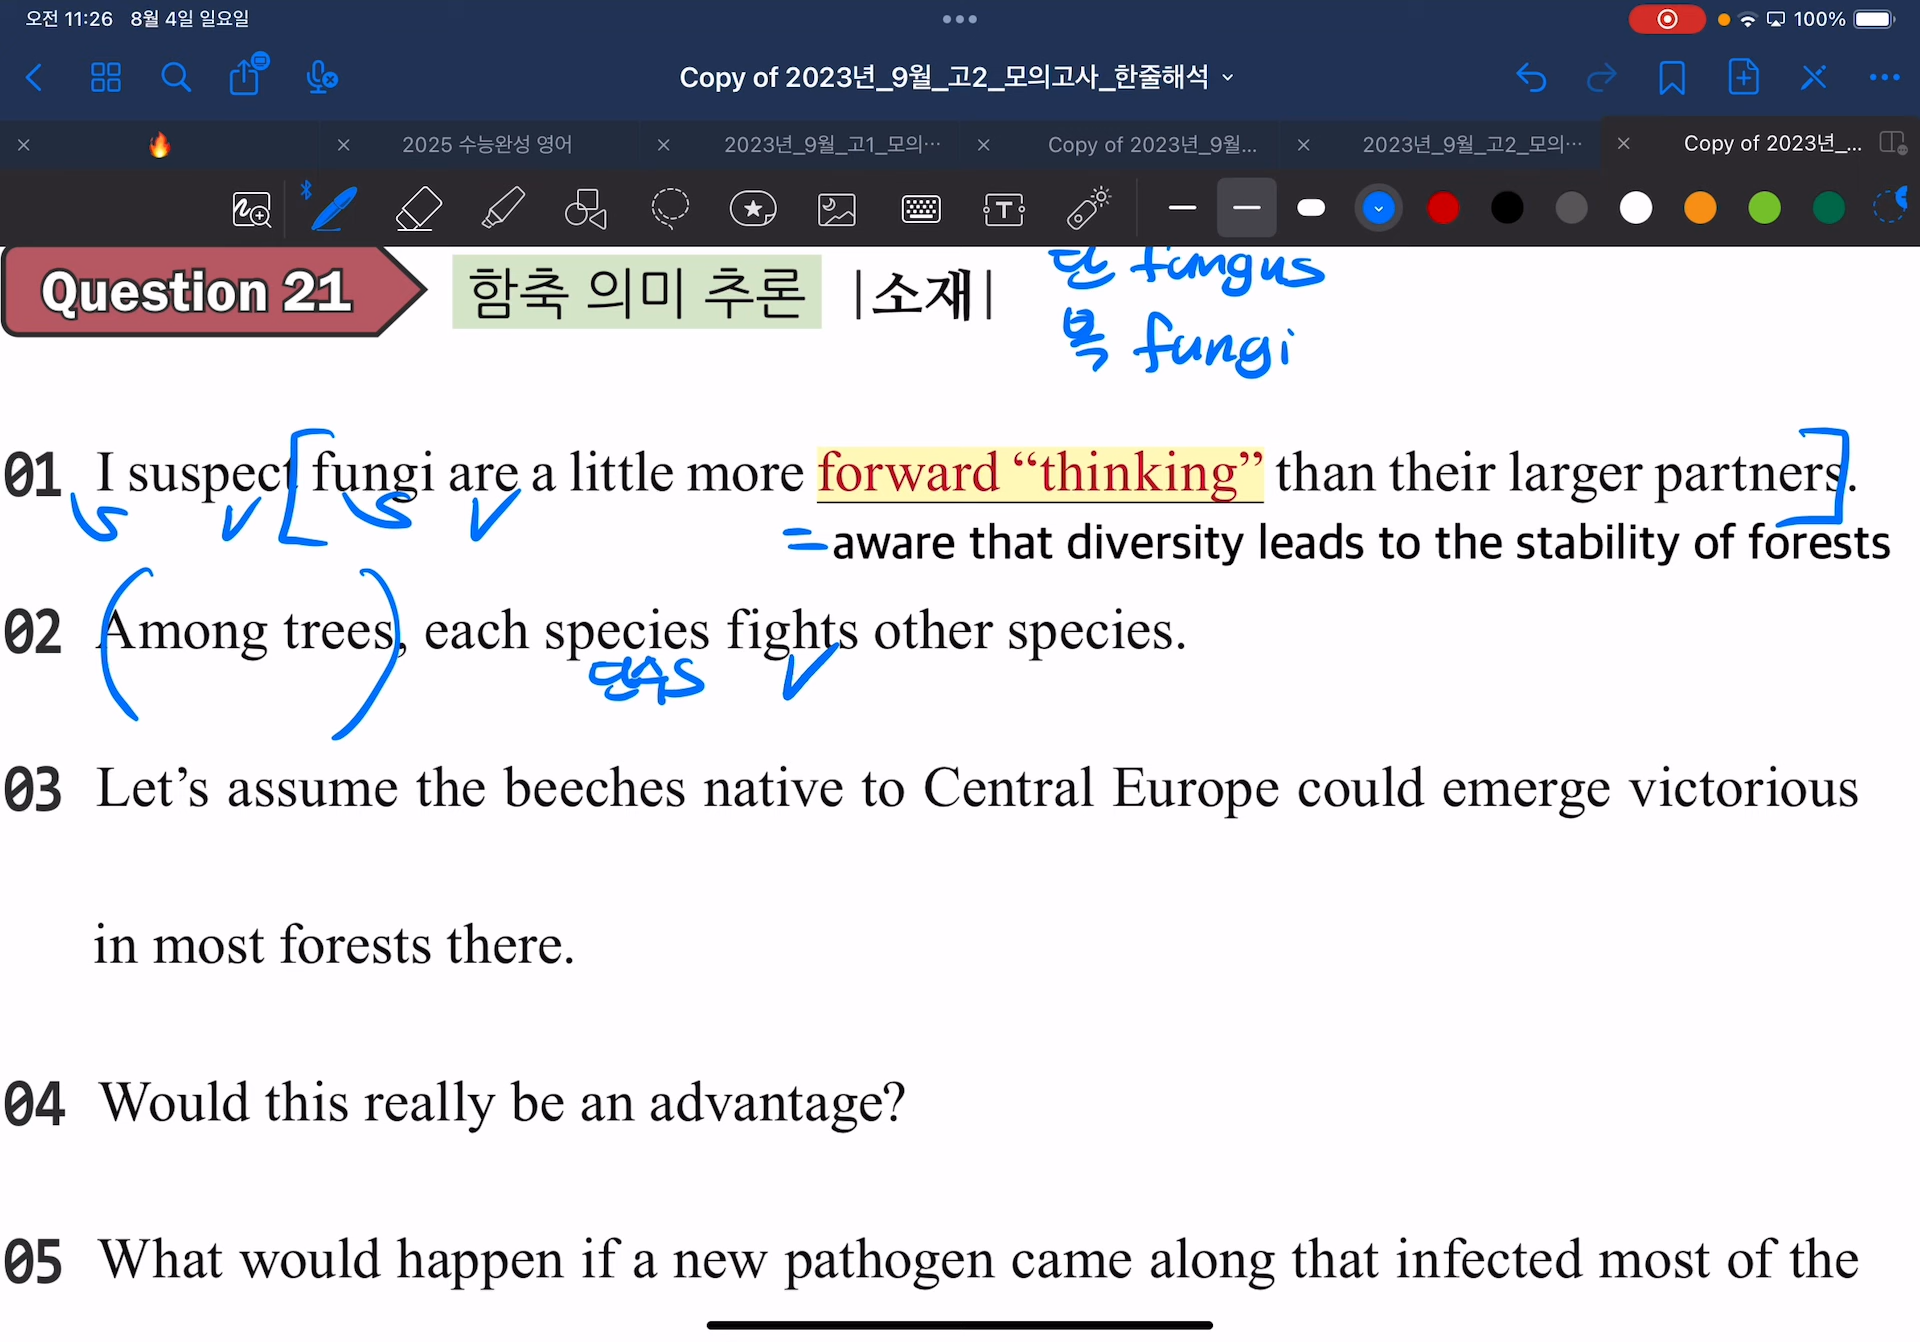 오전 11:26 8월 4일 일요일
100%
Copy of 2023년_9월_고2_모의고사_한줄해석
2025 수능완성 영어
2023년_9월_고1_모의…
Copy of 2023년_9월...
2023년_9월_고2_모의…
Copy of 2023년_...
Question 21 함축 의미 추론 |소재|
단 fungus
복 fungi
01 I suspect fungi are a little more forward “thinking” than their larger partners.
S V S V
= aware that diversity leads to the stability of forests
02 Among trees, each species fights other species.
단수S V
03 Let’s assume the beeches native to Central Europe could emerge victorious
in most forests there.
04 Would this really be an advantage?
05 What would happen if a new pathogen came along that infected most of the